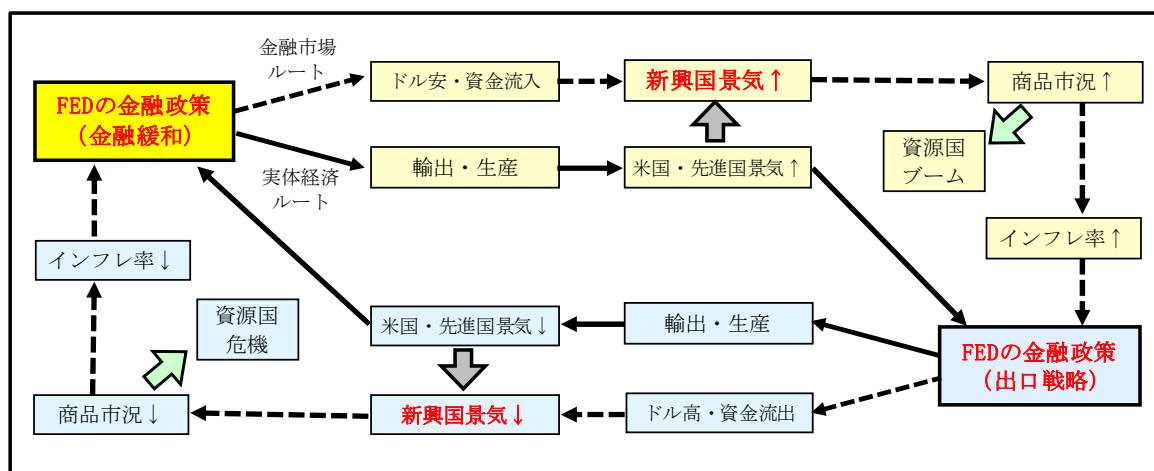 金融市場
ルート
ドル安・資金流入
新興国景気↑
商品市況↑
FEDの金融政策
(金融緩和)
輸出・生産
米国・先進国景気↑
資源国
ブーム
実体経済
ルート
インフレ率↓
インフレ率↑
資源国
危機
米国・先進国景気↓
輸出・生産
FEDの金融政策
(出口戦略)
商品市況↓
新興国景気↓
ドル高・資金流出